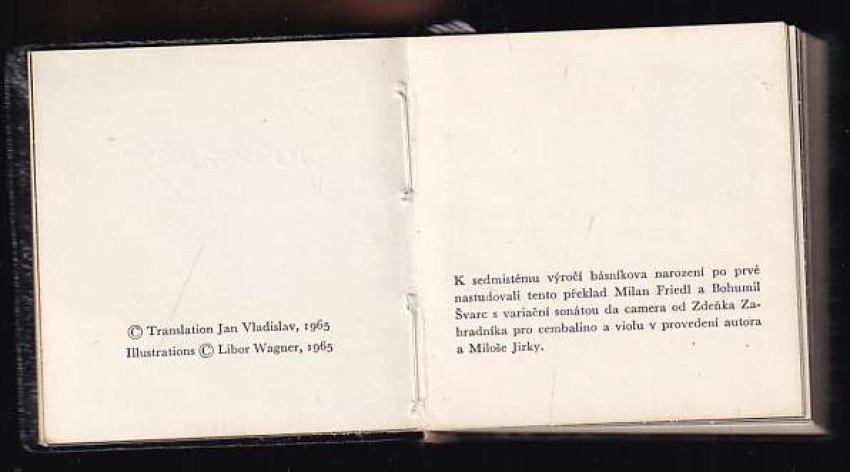 © Translation Jan Vladislav, 1965
Illustrations © Libor Wagner, 1965
K sedmistému výročí básníkova narození po prvé
nastudovali tento překlad Milan Friedl a Bohumil
Švarc s variační sonátou da camera od Zdeňka Za-
hradníka pro cembalino a violu v provedení autora
a Miloše Jirky.